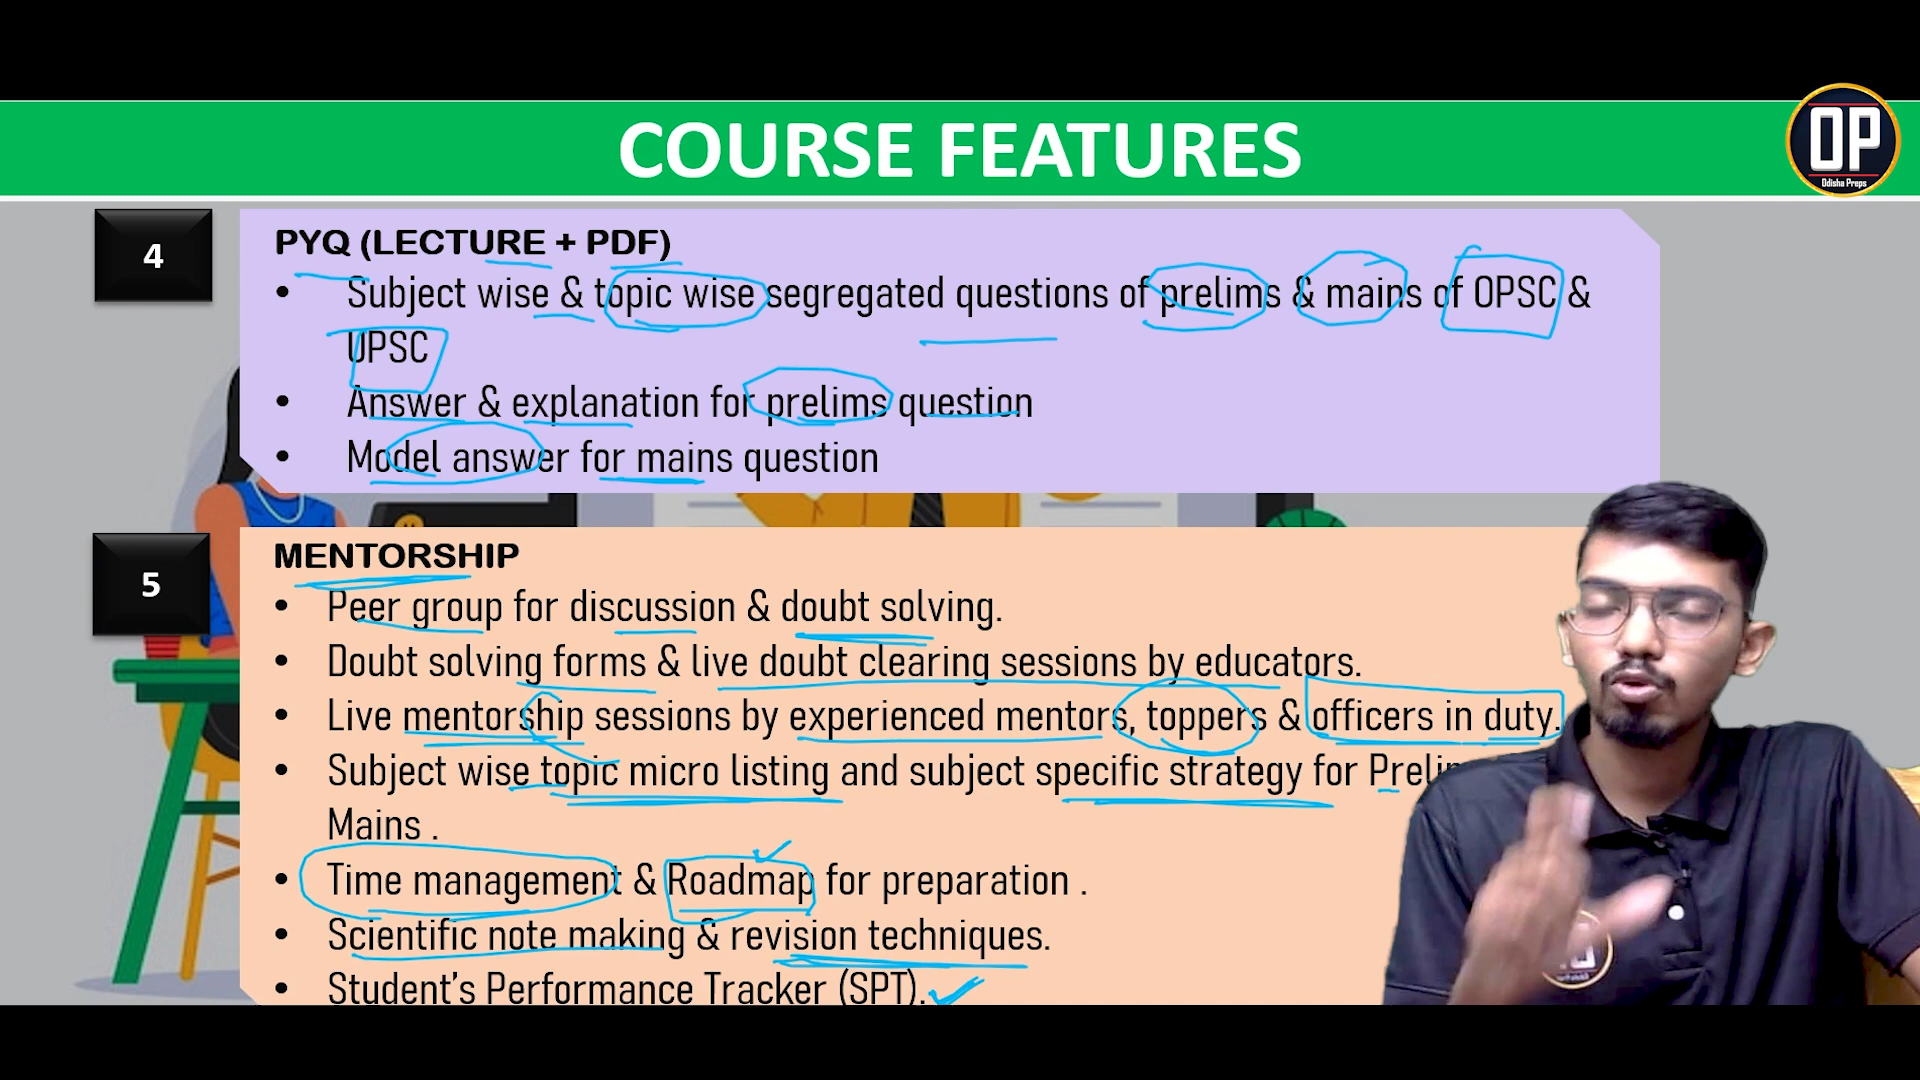 COURSE FEATURES
OP
Odisha Preps
4
PYQ (LECTURE + PDF)
• Subject wise & topic wise segregated questions of prelims & mains of OPSC &
UPSC
• Answer & explanation for prelims question
• Model answer for mains question
5
MENTORSHIP
• Peer group for discussion & doubt solving.
• Doubt solving forms & live doubt clearing sessions by educators.
• Live mentorship sessions by experienced mentors, toppers & officers in duty.
• Subject wise topic micro listing and subject specific strategy for
Mains .
• Time management & Roadmap for preparation .
• Scientific note making & revision techniques.
• Student’s Performance Tracker (SPT).